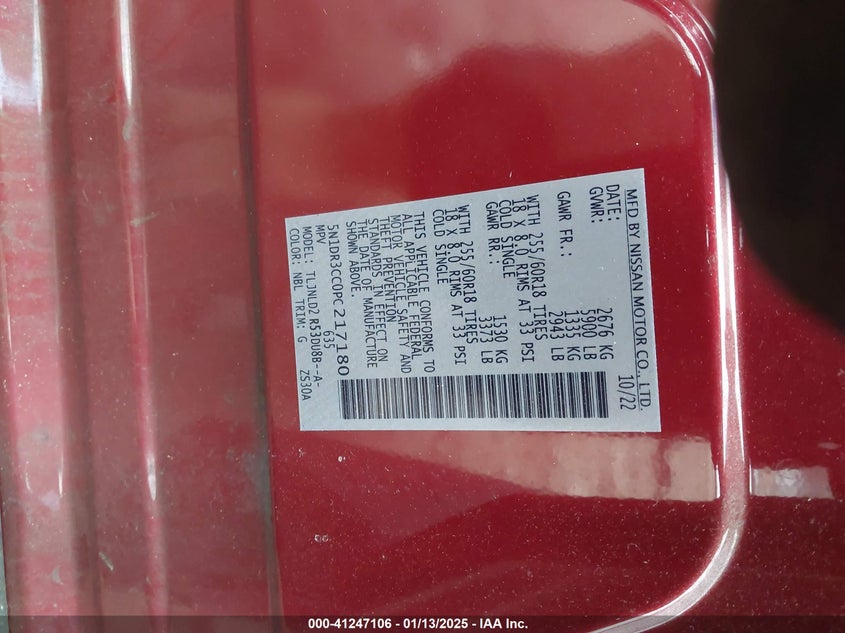 MFD BY NISSAN MOTOR CO., LTD.
DATE: 10/22
GVWR: 2676 KG
5900 LB
GAWR FR.: 1335 KG
2943 LB
WITH 255/60R18 TIRES
18 X 8.0 RIMS AT 33 PSI
COLD SINGLE
GAWR RR.: 1530 KG
3373 LB
WITH 255/60R18 TIRES
18 X 8.0 RIMS AT 33 PSI
COLD SINGLE
THIS VEHICLE CONFORMS TO
ALL APPLICABLE FEDERAL
MOTOR VEHICLE SAFETY AND
THEFT PREVENTION
STANDARDS IN EFFECT ON
THE DATE OF MANUFACTURE
SHOWN ABOVE.
5N1DR3CC0PC217180
MPV 635
MODEL: TLJNLD2 R53DU8B--A-
COLOR: NBL TRIM: G ZS30A
000-41247106 - 01/13/2025 - IAA Inc.